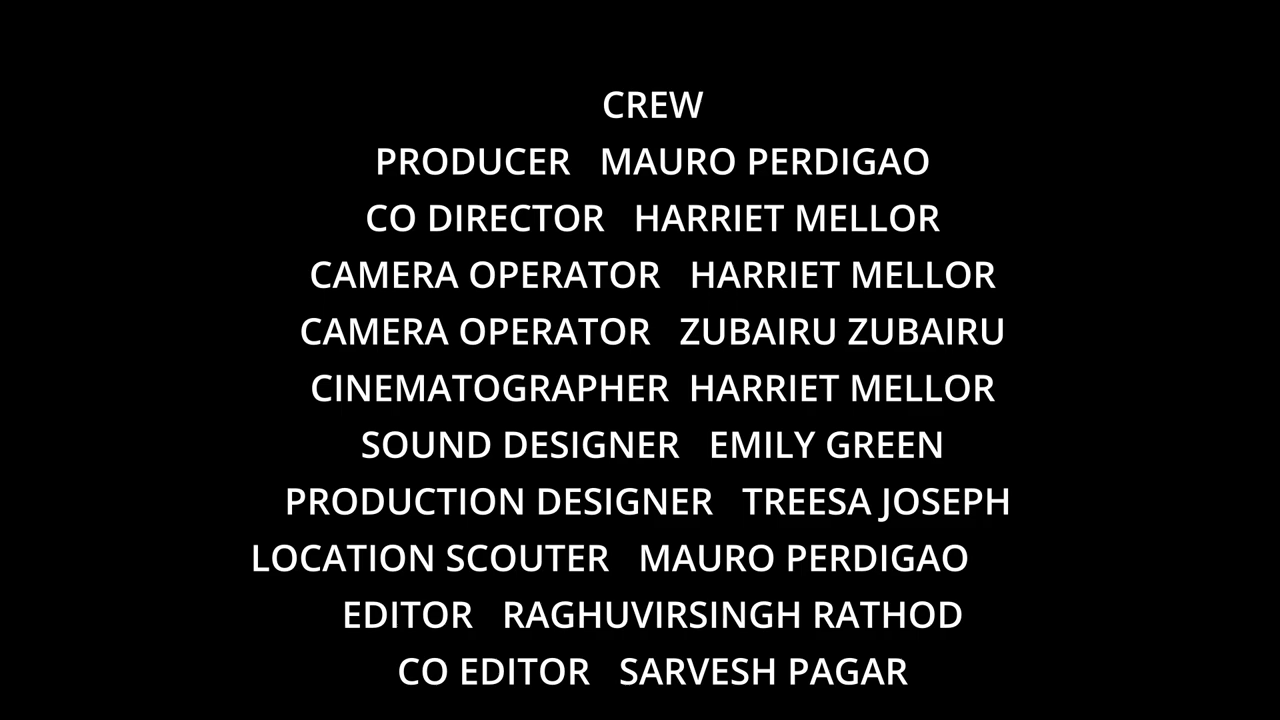 CREW
PRODUCER MAURO PERDIGAO
CO DIRECTOR HARRIET MELLOR
CAMERA OPERATOR HARRIET MELLOR
CAMERA OPERATOR ZUBAIRU ZUBAIRU
CINEMATOGRAPHER HARRIET MELLOR
SOUND DESIGNER EMILY GREEN
PRODUCTION DESIGNER TREESA JOSEPH
LOCATION SCOUTER MAURO PERDIGAO
EDITOR RAGHUVIRSINGH RATHOD
CO EDITOR SARVESH PAGAR